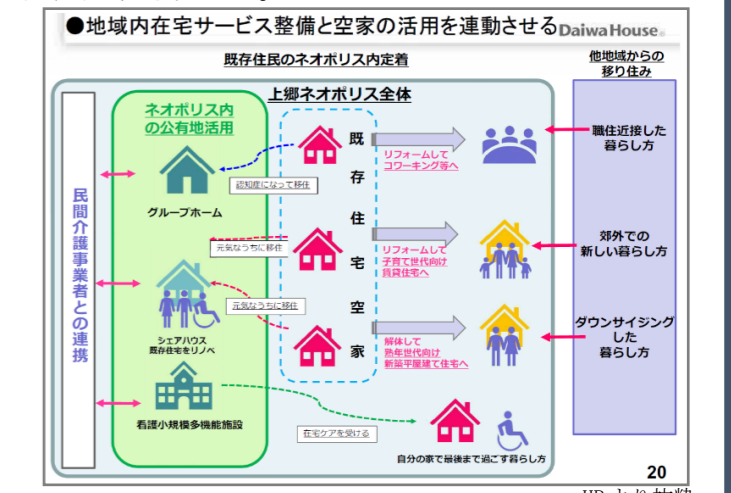 ●地域内在宅サービス整備と空家の活用を連動させる
DaiwaHouse®
既存住民のネオポリス内定着
他地域からの
移り住み
上郷ネオポリス全体
民間介護事業者との連携
ネオポリス内
の公有地活用
グループホーム
シェアハウス
既存住宅をリノベ
看護小規模多機能施設
認知症になって移住
元気なうちに移住
元気なうちに移住
在宅ケアを受ける
既存住宅空家
リフォームして
コワーキング等へ
リフォームして
子育て世代向け
賃貸住宅へ
解体して
熟年世代向け
新築平屋建て住宅へ
自分の家で最後まで過ごす暮らし方
職住近接した
暮らし方
郊外での
新しい暮らし方
ダウンサイジング
した
暮らし方
20